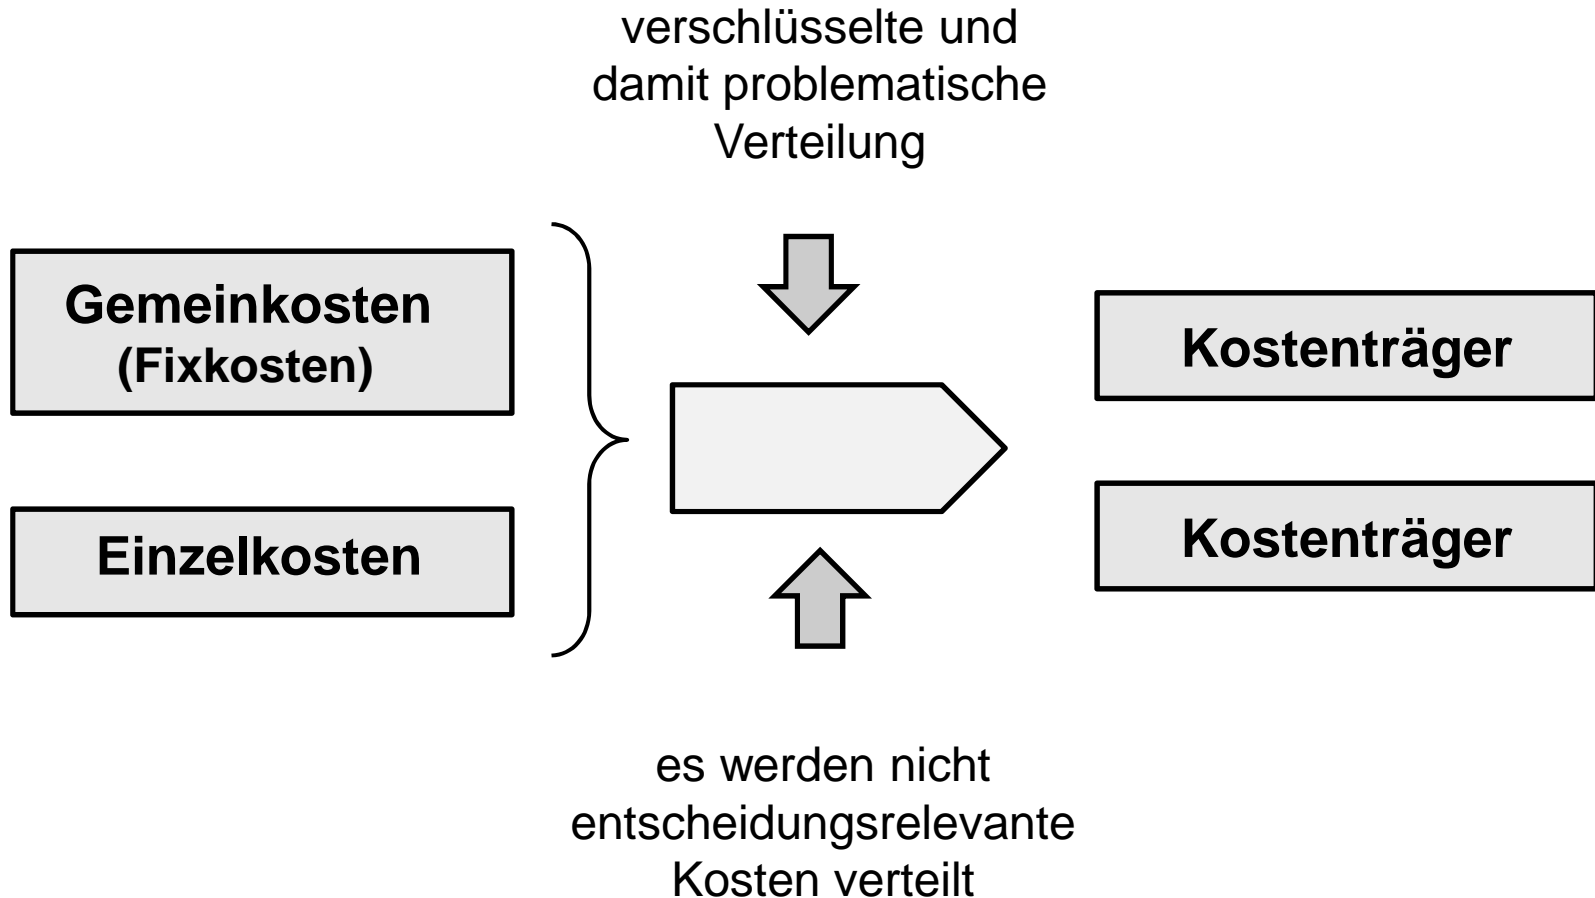 verschlüsselte und
damit problematische
Verteilung
Gemeinkosten
(Fixkosten)
Einzelkosten
Kostenträger
Kostenträger
es werden nicht
entscheidungsrelevante
Kosten verteilt